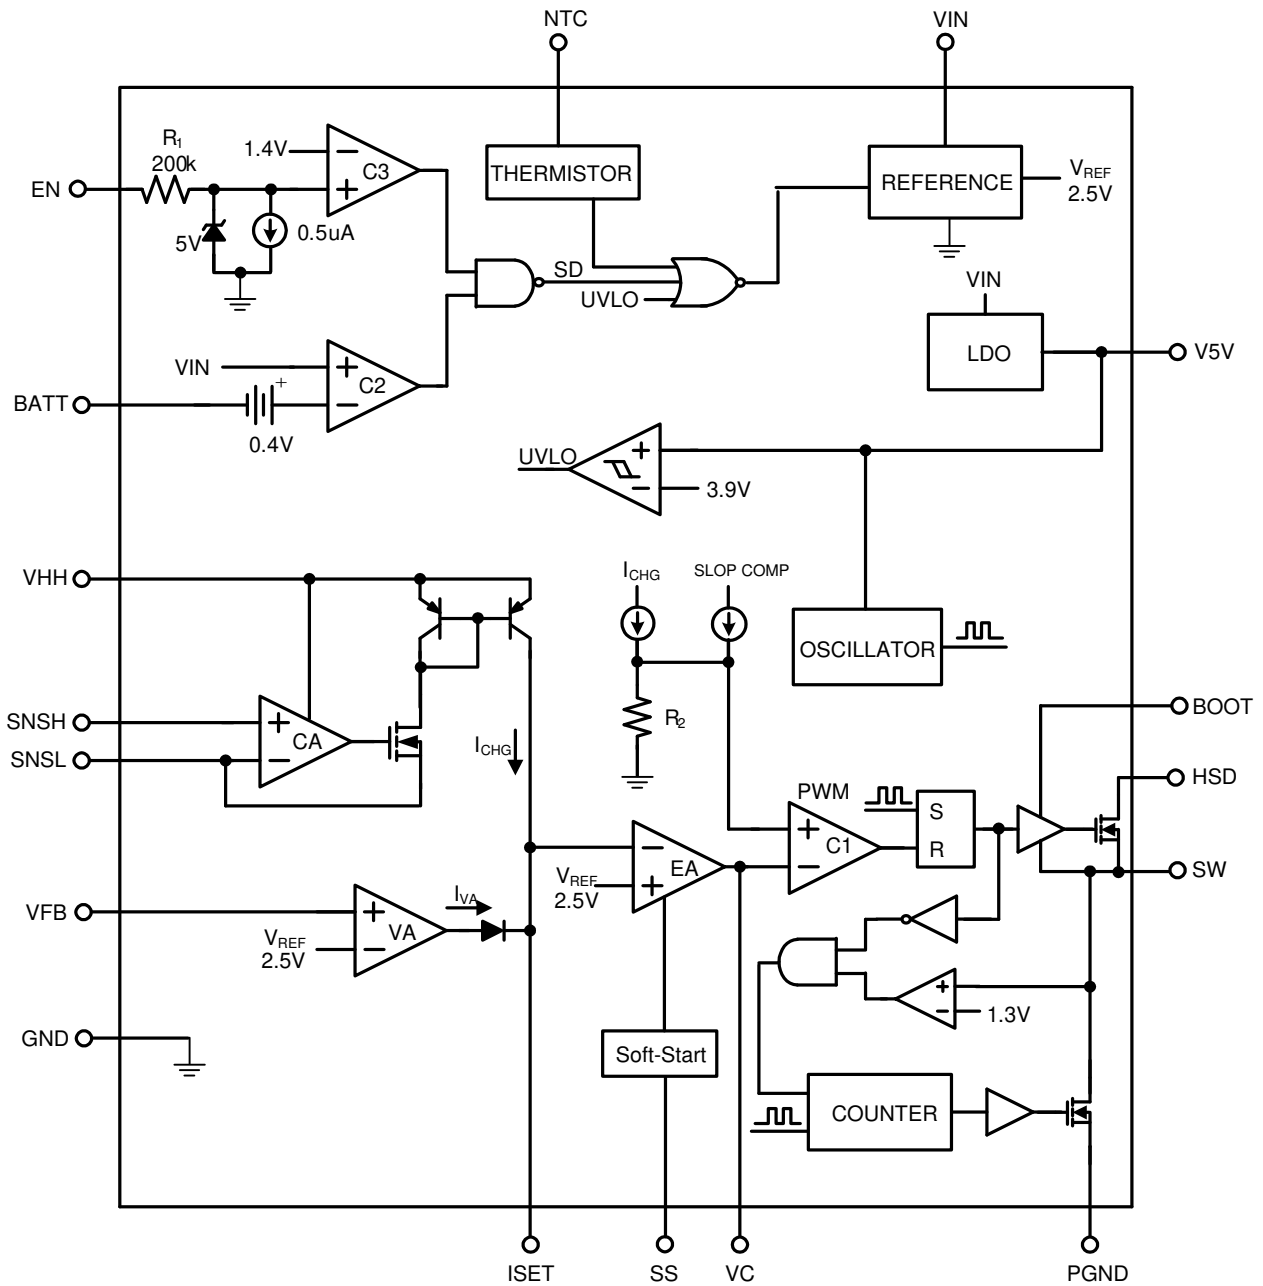 NTC
VIN
R1
200k
1.4V
C3
THERMISTOR
REFERENCE
VREF
2.5V
EN
5V
0.5uA
SD
UVLO
VIN
LDO
V5V
VIN
C2
BATT
0.4V
UVLO
3.9V
VHH
ICHG
SLOP COMP
OSCILLATOR
SNSH
SNSL
CA
ICHG
R2
BOOT
HSD
PWM
S
R
C1
EA
VREF
2.5V
SW
VFB
VA
IVA
VREF
2.5V
1.3V
GND
Soft-Start
COUNTER
ISET
SS
VC
PGND